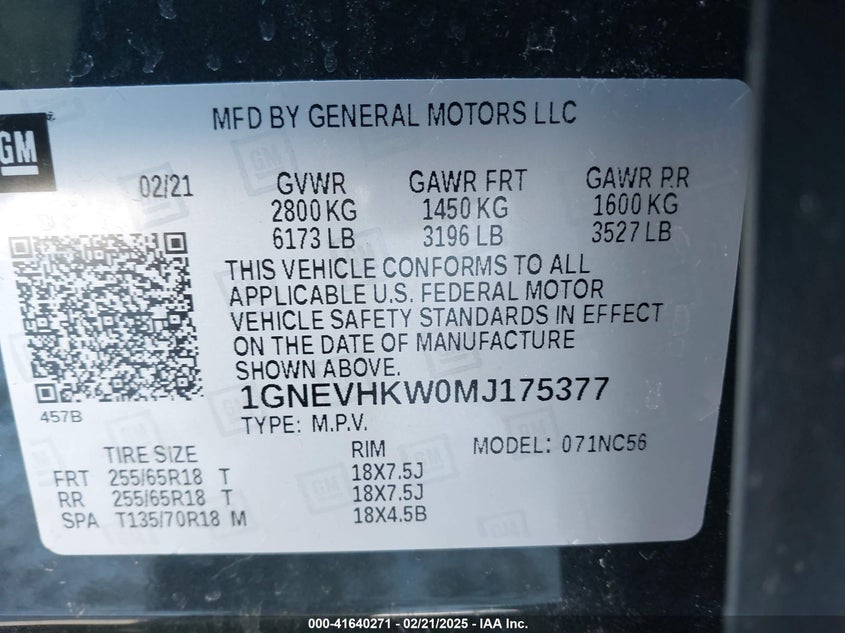 MFD BY GENERAL MOTORS LLC
GM
02/21 GVWR GAWR FRT GAWR RR
2800 KG 1450 KG 1600 KG
6173 LB 3196 LB 3527 LB
THIS VEHICLE CONFORMS TO ALL
APPLICABLE U.S. FEDERAL MOTOR
VEHICLE SAFETY STANDARDS IN EFFECT
ON THE DATE OF MANUFACTURE
SHOWN ABOVE.
1GNEVHKW0MJ175377
457B
TYPE: M.P.V.
TIRE SIZE RIM MODEL: 071NC56
FRT 255/65R18 T 18X7.5J
RR 255/65R18 T 18X7.5J
SPA T135/70R18 M 18X4.5B
000-41640271 - 02/21/2025 - IAA Inc.